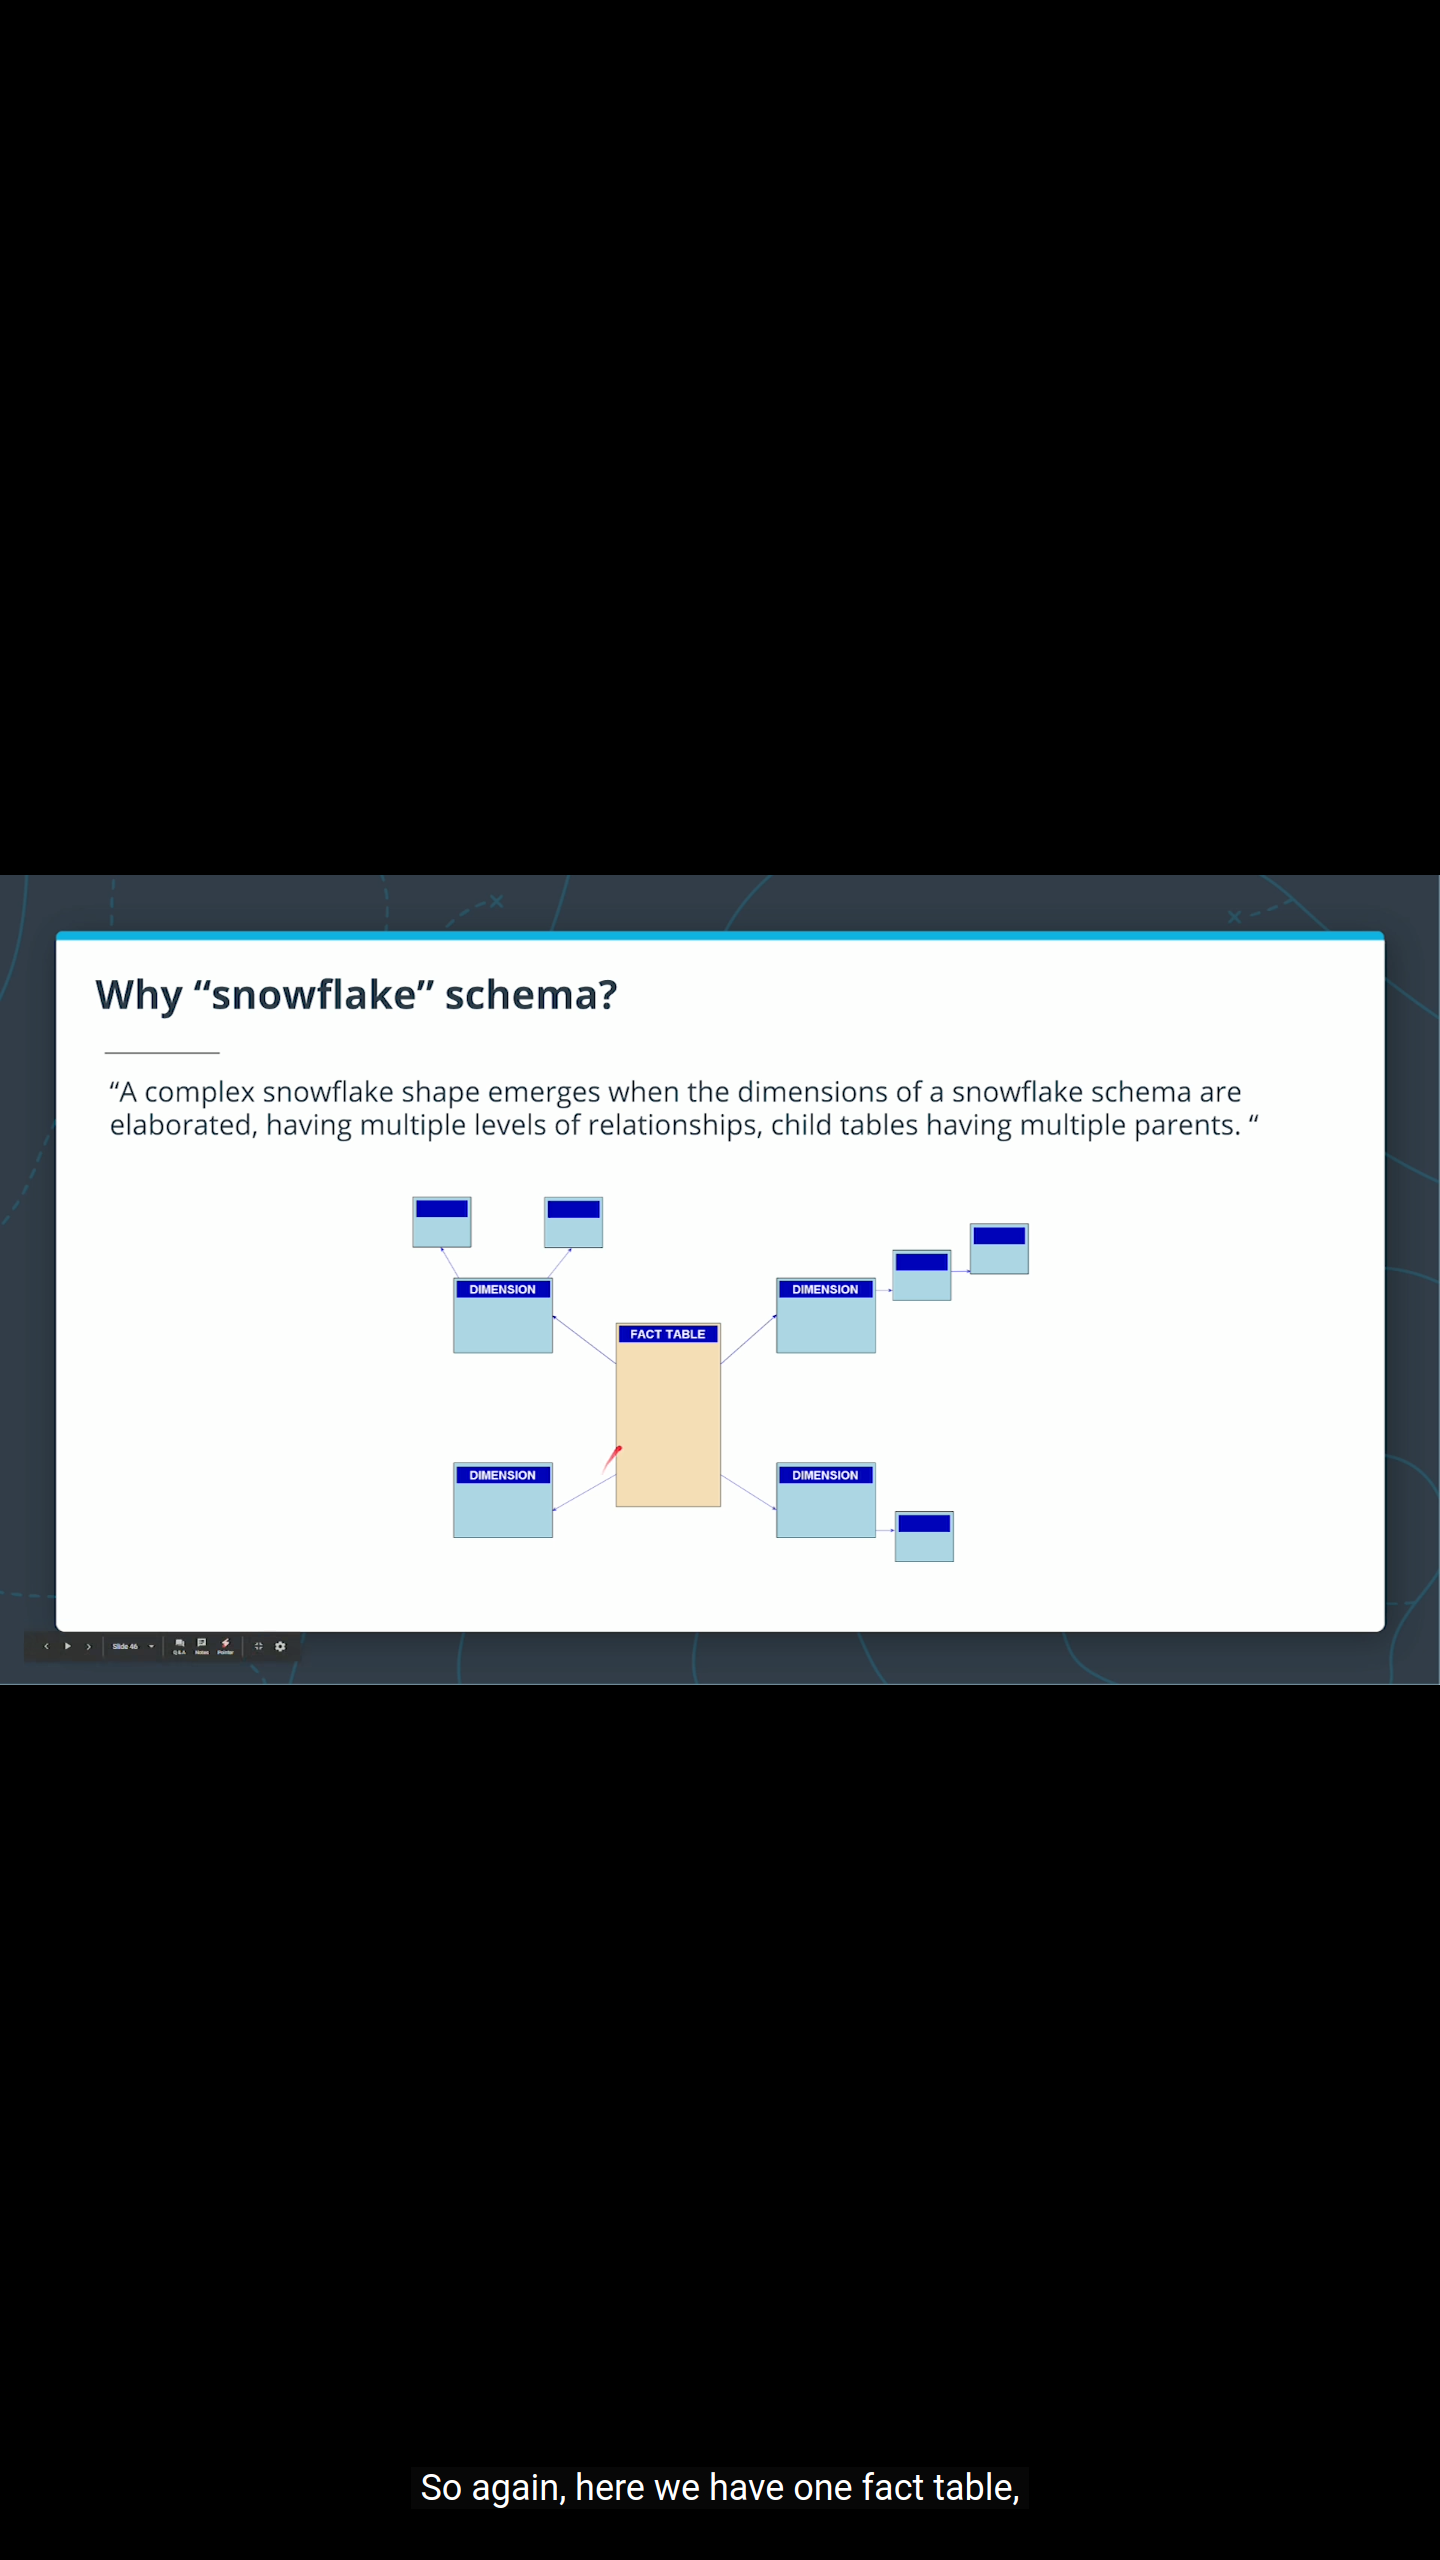 Why “snowflake” schema?
“A complex snowflake shape emerges when the dimensions of a snowflake schema are
elaborated, having multiple levels of relationships, child tables having multiple parents. “
DIMENSION
DIMENSION
FACT TABLE
DIMENSION
DIMENSION
Slide 46
Q&A
Notes
Pointer
So again, here we have one fact table,